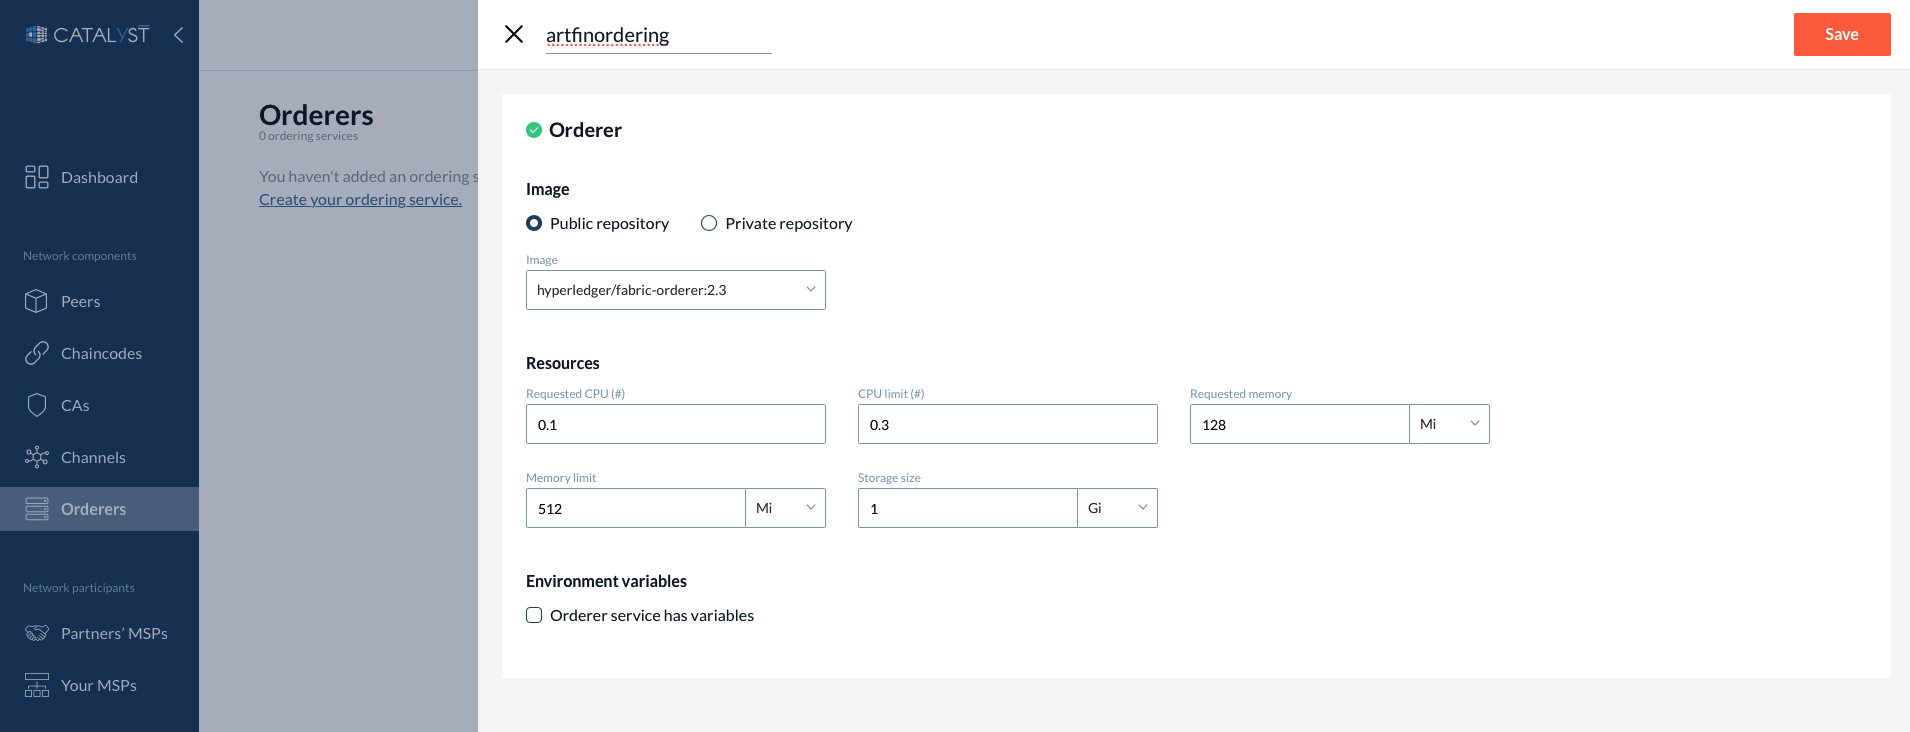 CATALYST
Dashboard
Network components
Peers
Chaincodes
CAs
Channels
Orderers
Network participants
Partners’ MSPs
Your MSPs
Orderers
0 ordering services
You haven't added an ordering s
Create your ordering service.
artfinordering
Save
Orderer
Image
Public repository Private repository
Image
hyperledger/fabric-orderer:2.3
Resources
Requested CPU (#) CPU limit (#) Requested memory
0.1 0.3 128 Mi
Memory limit Storage size
512 Mi 1 Gi
Environment variables
Orderer service has variables